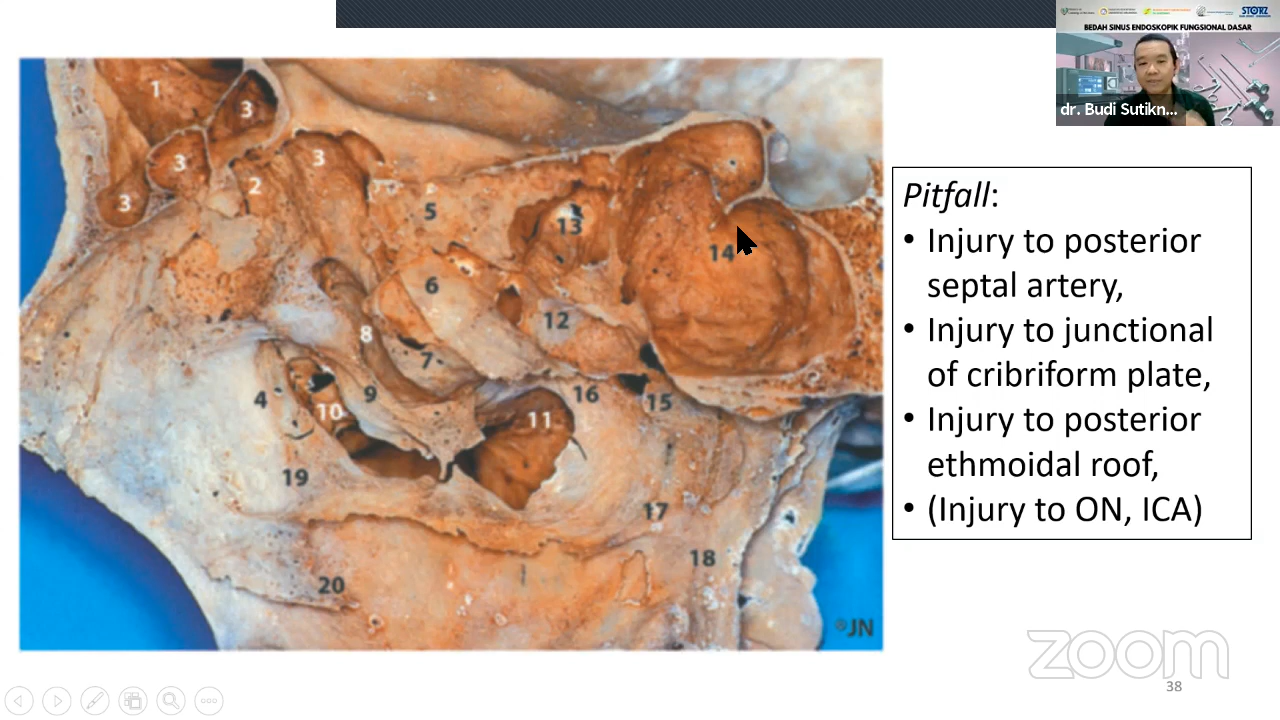 STORZ
BEDAH SINUS ENDOSKOPIK FUNGSIONAL DASAR
dr. Budi Sutikn...
1
3
3
3
2
3
5
13
14
6
12
8
7
4
9
10
16
15
11
19
17
18
20
®JN
Pitfall:
• Injury to posterior
septal artery,
• Injury to junctional
of cribriform plate,
• Injury to posterior
ethmoidal roof,
• (Injury to ON, ICA)
zoom
38